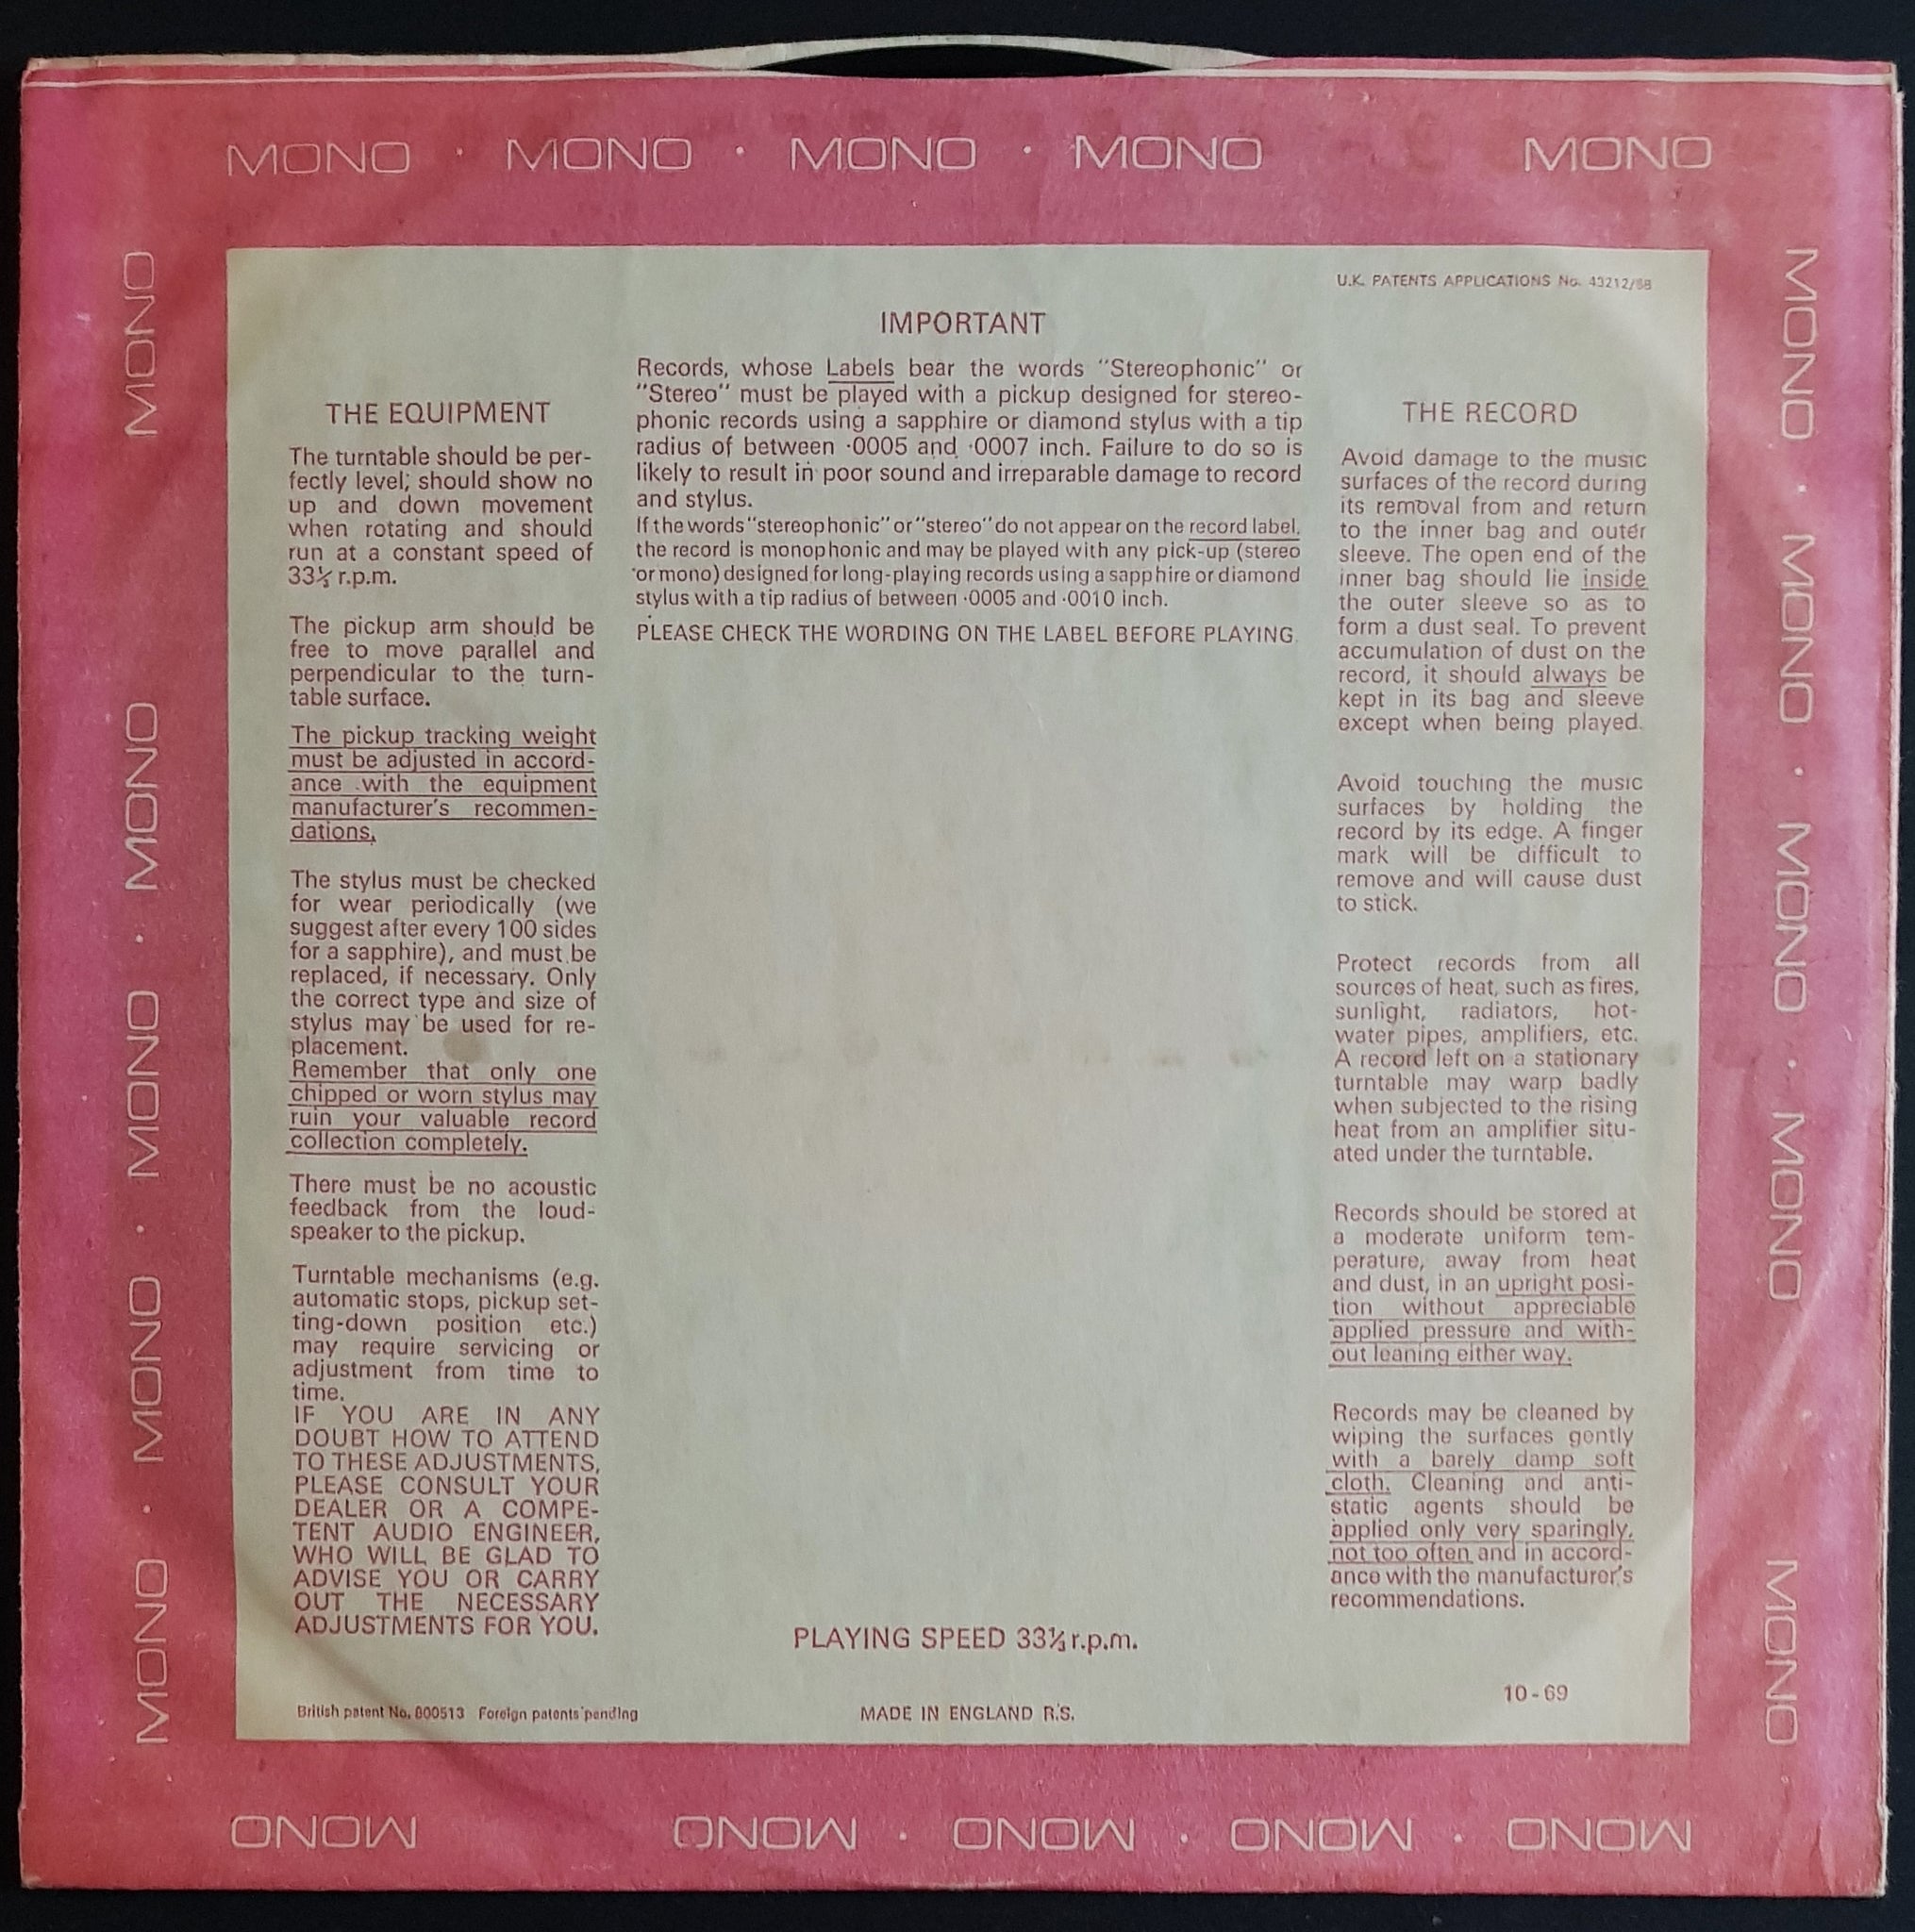 MONO · MONO · MONO · MONO MONO
MONO
MONO · MONO · MONO · MONO
MONO · MONO · MONO · MONO
MONO
U.K. PATENTS APPLICATIONS No. 43212/68
IMPORTANT
Records, whose Labels bear the words “Stereophonic” or
“Stereo” must be played with a pickup designed for stereo-
phonic records using a sapphire or diamond stylus with a tip
radius of between ·0005 and ·0007 inch. Failure to do so is
likely to result in poor sound and irreparable damage to record
and stylus.
If the words “stereophonic” or “stereo” do not appear on the record label,
the record is monophonic and may be played with any pick-up (stereo
or mono) designed for long-playing records using a sapphire or diamond
stylus with a tip radius of between ·0005 and ·0010 inch.
PLEASE CHECK THE WORDING ON THE LABEL BEFORE PLAYING.
THE EQUIPMENT
The turntable should be per-
fectly level; should show no
up and down movement
when rotating and should
run at a constant speed of
33⅓ r.p.m.
The pickup arm should be
free to move parallel and
perpendicular to the turn-
table surface.
The pickup tracking weight
must be adjusted in accord-
ance with the equipment
manufacturer's recommen-
dations.
The stylus must be checked
for wear periodically (we
suggest after every 100 sides
for a sapphire), and must be
replaced, if necessary. Only
the correct type and size of
stylus may be used for re-
placement.
Remember that only one
chipped or worn stylus may
ruin your valuable record
collection completely.
There must be no acoustic
feedback from the loud-
speaker to the pickup.
Turntable mechanisms (e.g.
automatic stops, pickup set-
ting-down position etc.)
may require servicing or
adjustment from time to
time.
IF YOU ARE IN ANY
DOUBT HOW TO ATTEND
TO THESE ADJUSTMENTS,
PLEASE CONSULT YOUR
DEALER OR A COMPE-
TENT AUDIO ENGINEER,
WHO WILL BE GLAD TO
ADVISE YOU OR CARRY
OUT THE NECESSARY
ADJUSTMENTS FOR YOU.
THE RECORD
Avoid damage to the music
surfaces of the record during
its removal from and return
to the inner bag and outer
sleeve. The open end of the
inner bag should lie inside
the outer sleeve so as to
form a dust seal. To prevent
accumulation of dust on the
record, it should always be
kept in its bag and sleeve
except when being played.
Avoid touching the music
surfaces by holding the
record by its edge. A finger
mark will be difficult to
remove and will cause dust
to stick.
Protect records from all
sources of heat, such as fires,
sunlight, radiators, hot-
water pipes, amplifiers, etc.
A record left on a stationary
turntable may warp badly
when subjected to the rising
heat from an amplifier situ-
ated under the turntable.
Records should be stored at
a moderate uniform tem-
perature, away from heat
and dust, in an upright posi-
tion without appreciable
applied pressure and with-
out leaning either way.
Records may be cleaned by
wiping the surfaces gently
with a barely damp soft
cloth. Cleaning and anti-
static agents should be
applied only very sparingly,
not too often and in accord-
ance with the manufacturer's
recommendations.
PLAYING SPEED 33⅓ r.p.m.
10-69
British patent No. 800513 Foreign patents pending
MADE IN ENGLAND R.S.
MONO MONO · MONO · MONO · MONO